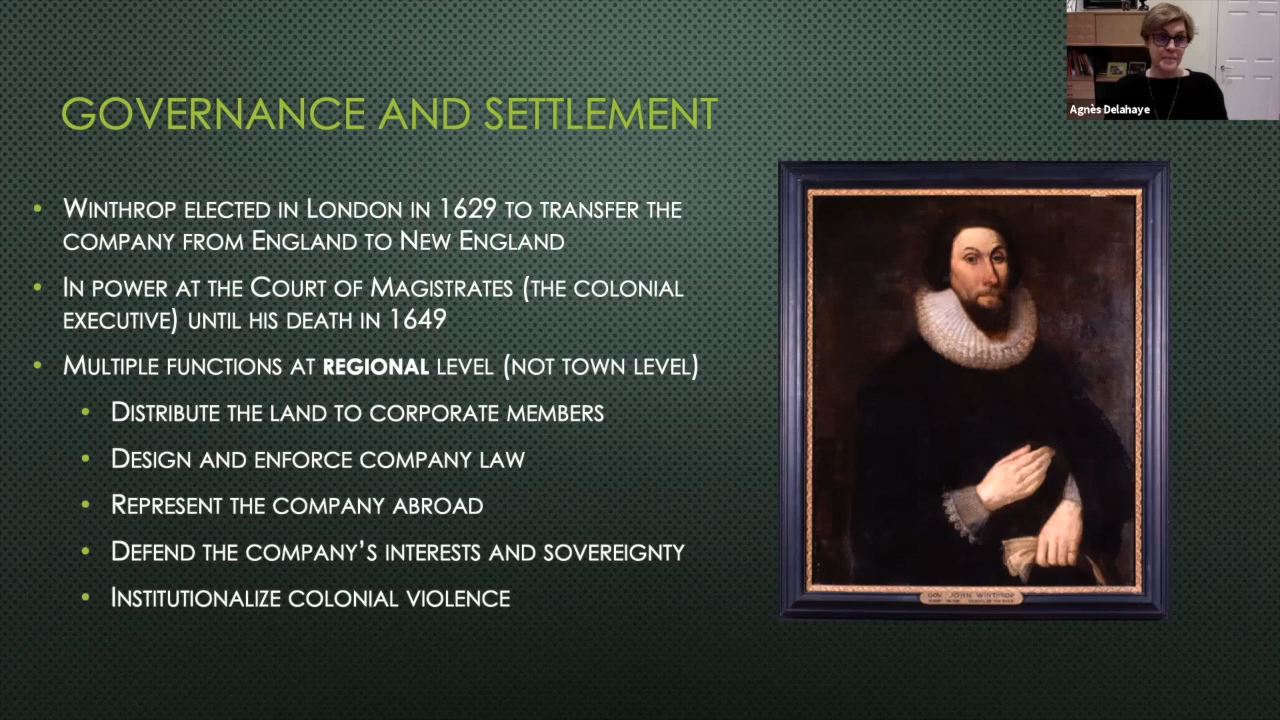 GOVERNANCE AND SETTLEMENT
• WINTHROP ELECTED IN LONDON IN 1629 TO TRANSFER THE
COMPANY FROM ENGLAND TO NEW ENGLAND
• IN POWER AT THE COURT OF MAGISTRATES (THE COLONIAL
EXECUTIVE) UNTIL HIS DEATH IN 1649
• MULTIPLE FUNCTIONS AT REGIONAL LEVEL (NOT TOWN LEVEL)
• DISTRIBUTE THE LAND TO CORPORATE MEMBERS
• DESIGN AND ENFORCE COMPANY LAW
• REPRESENT THE COMPANY ABROAD
• DEFEND THE COMPANY'S INTERESTS AND SOVEREIGNTY
• INSTITUTIONALIZE COLONIAL VIOLENCE
Agnès Delahaye
GOV. JOHN WINTHROP